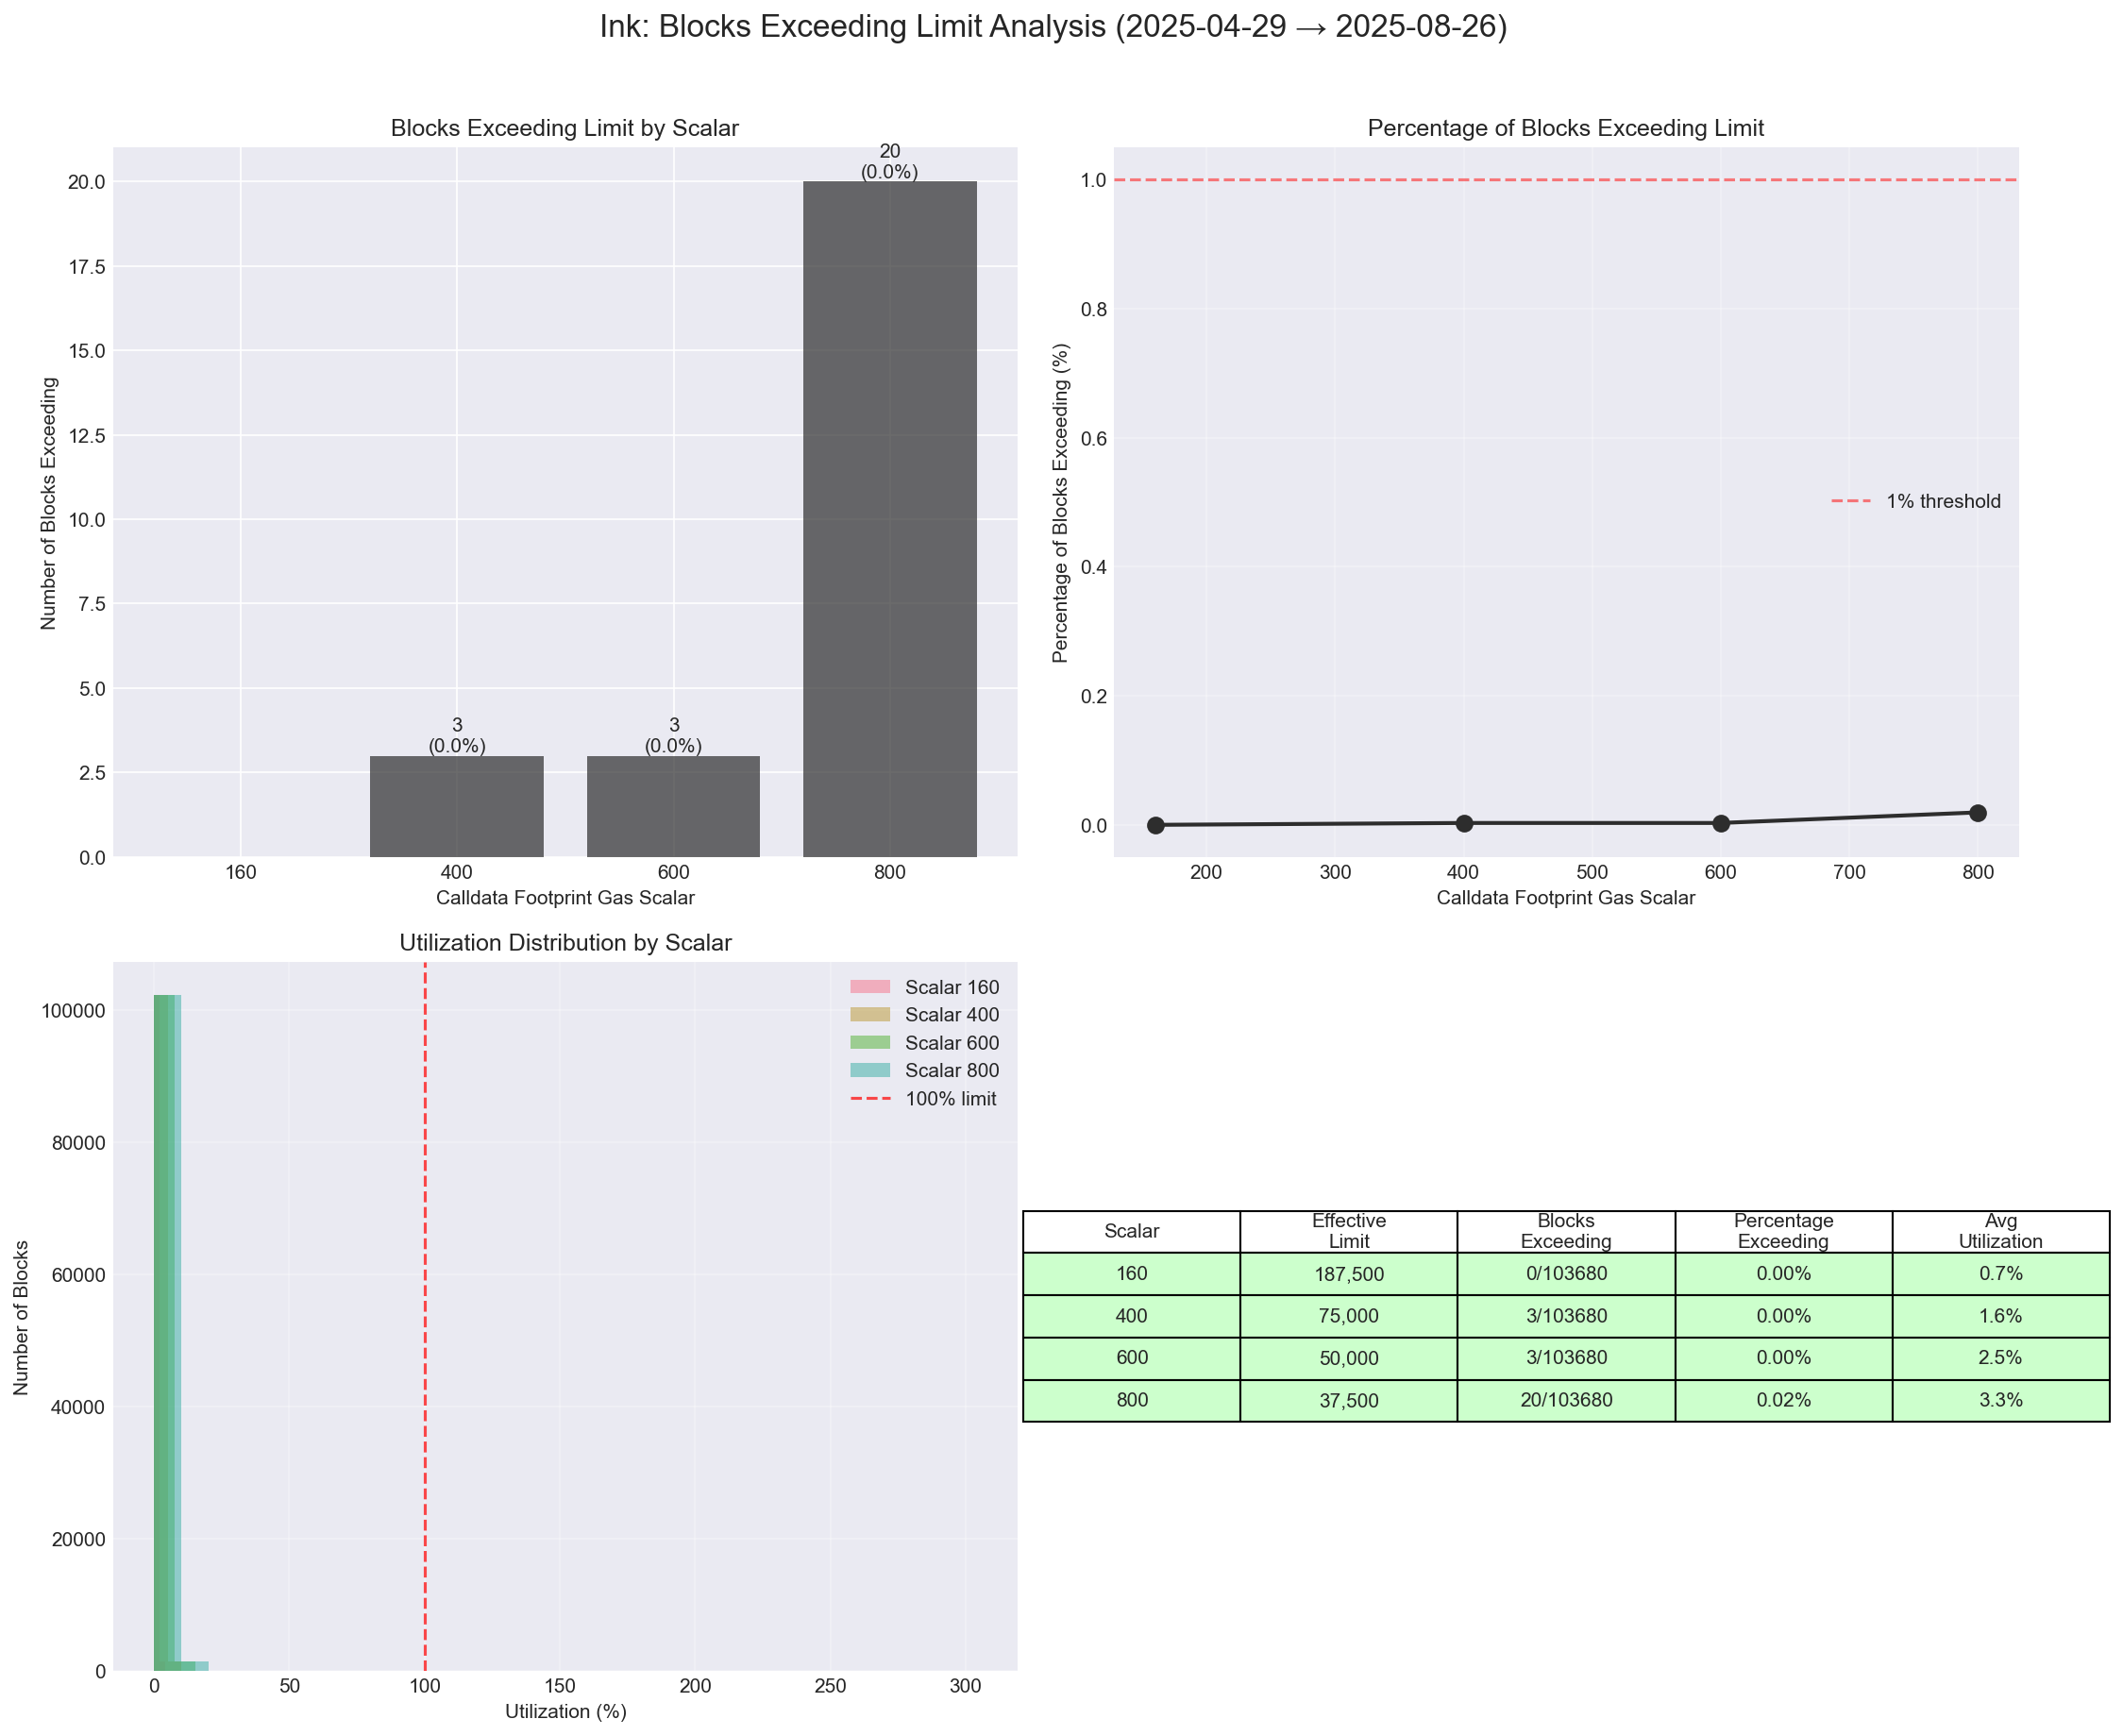 Ink: Blocks Exceeding Limit Analysis (2025-04-29 → 2025-08-26)
Blocks Exceeding Limit by Scalar
Number of Blocks Exceeding
20.0
17.5
15.0
12.5
10.0
7.5
5.0
2.5
0.0
3
(0.0%)
3
(0.0%)
20
(0.0%)
160
400
600
800
Calldata Footprint Gas Scalar
Percentage of Blocks Exceeding Limit
Percentage of Blocks Exceeding (%)
1.0
0.8
0.6
0.4
0.2
0.0
1% threshold
200
300
400
500
600
700
800
Calldata Footprint Gas Scalar
Utilization Distribution by Scalar
Number of Blocks
100000
80000
60000
40000
20000
0
Scalar 160
Scalar 400
Scalar 600
Scalar 800
100% limit
0
50
100
150
200
250
300
Utilization (%)
Scalar
Effective
Limit
Blocks
Exceeding
Percentage
Exceeding
Avg
Utilization
160 187,500 0/103680 0.00% 0.7%
400 75,000 3/103680 0.00% 1.6%
600 50,000 3/103680 0.00% 2.5%
800 37,500 20/103680 0.02% 3.3%